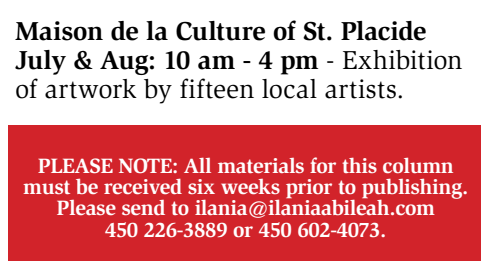 Maison de la Culture of St. Placide
July & Aug: 10 am - 4 pm - Exhibition
of artwork by fifteen local artists.
PLEASE NOTE: All materials for this column
must be received six weeks prior to publishing.
Please send to ilania@ilaniaabileah.com
450 226-3889 or 450 602-4073.